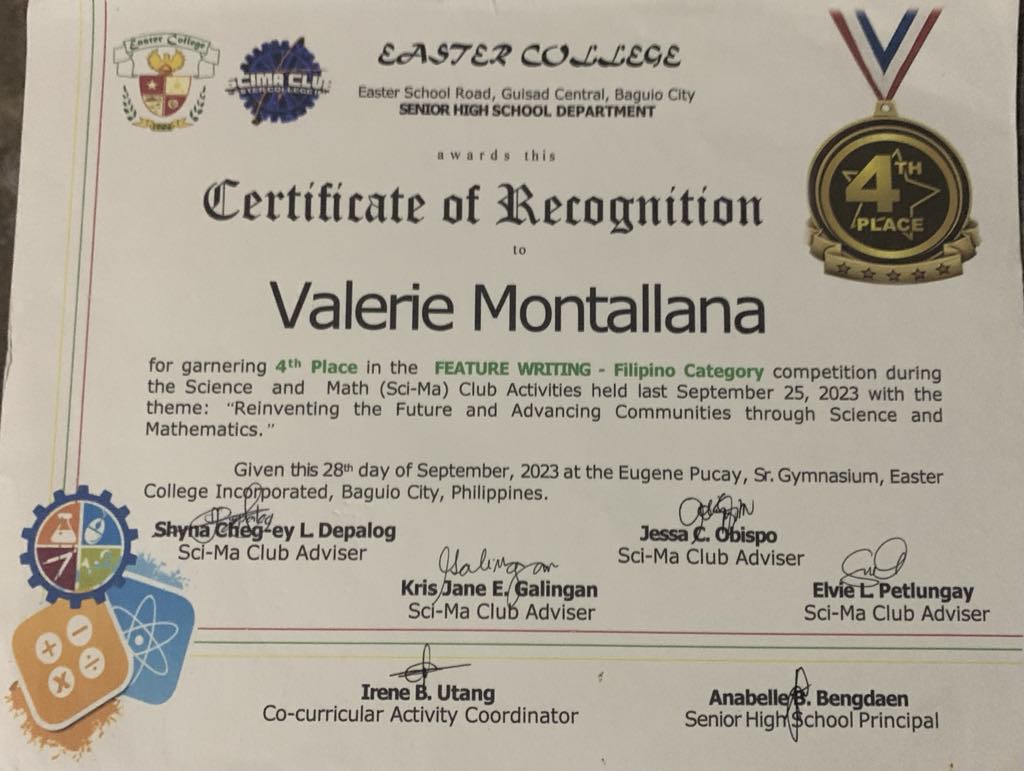 Easter College
1906
SCIMA CLUB
EASTER COLLEGE
EASTER COLLEGE
Easter School Road, Guisad Central, Baguio City
SENIOR HIGH SCHOOL DEPARTMENT
awards this
Certificate of Recognition
to
4TH
PLACE
Valerie Montallana
for garnering 4th Place in the FEATURE WRITING - Filipino Category competition during
the Science and Math (Sci-Ma) Club Activities held last September 25, 2023 with the
theme: "Reinventing the Future and Advancing Communities through Science and
Mathematics."
Given this 28th day of September, 2023 at the Eugene Pucay, Sr. Gymnasium, Easter
College Incorporated, Baguio City, Philippines.
Shyna Cheg-ey L. Depalog
Sci-Ma Club Adviser
Jessa C. Obispo
Sci-Ma Club Adviser
Kris Jane E. Galingan
Sci-Ma Club Adviser
Elvie L. Petlungay
Sci-Ma Club Adviser
Irene B. Utang
Co-curricular Activity Coordinator
Anabelle B. Bengdaen
Senior High School Principal